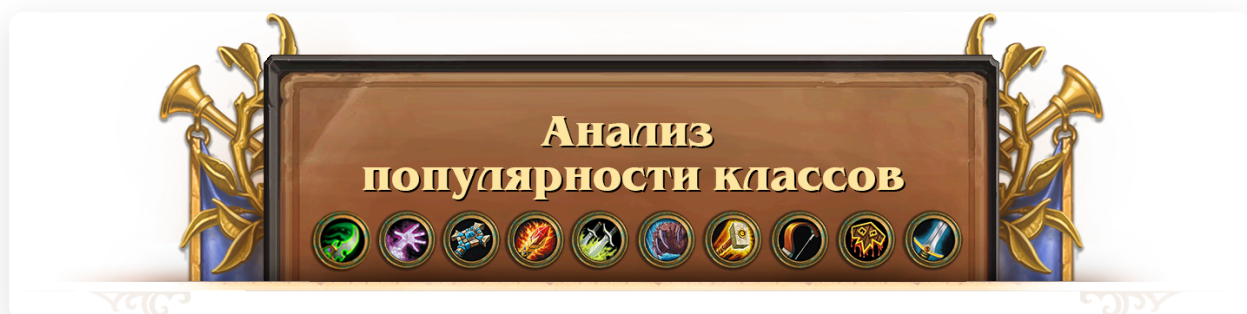 Анализ
популярности классов